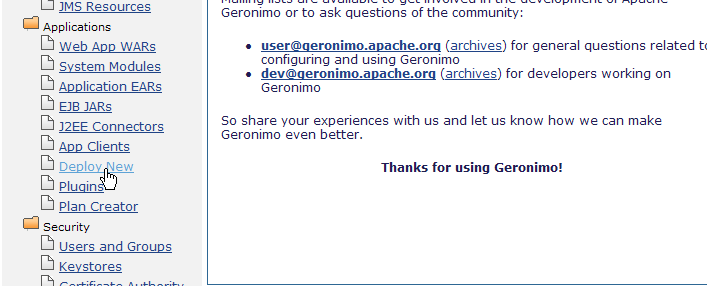 JMS Resources
Applications
Web App WARs
System Modules
Application EARs
EJB JARs
J2EE Connectors
App Clients
Deploy New
Plugins
Plan Creator
Security
Users and Groups
Keystores
Certificate Authority
Mailing lists are available to get involved in the development of Apache
Geronimo or to ask questions of the community:
user@geronimo.apache.org (archives) for general questions related to
configuring and using Geronimo
dev@geronimo.apache.org (archives) for developers working on
Geronimo
So share your experiences with us and let us know how we can make
Geronimo even better.
Thanks for using Geronimo!